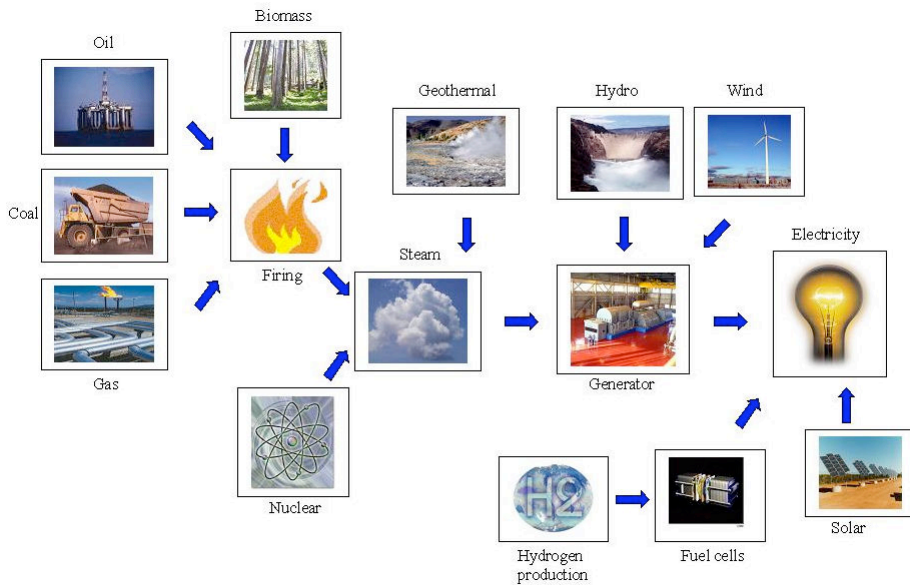 Biomass
Oil
Geothermal
Hydro
Wind
Coal
Electricity
Steam
Firing
Gas
Generator
Nuclear
H2
Solar
Hydrogen
production
Fuel cells